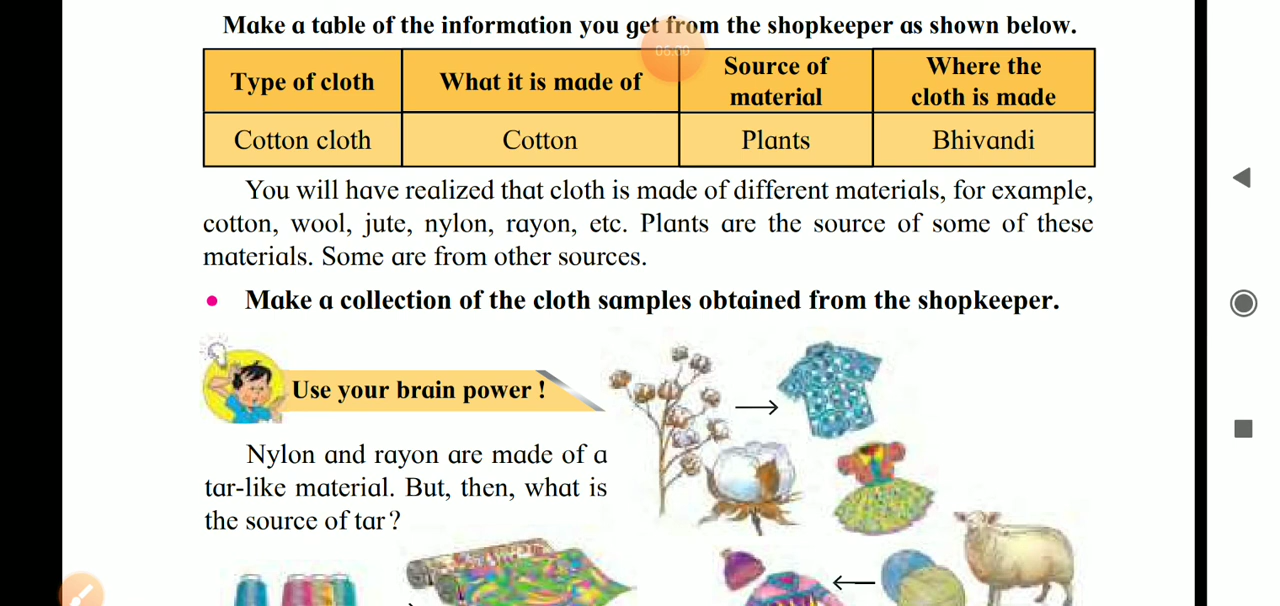 Make a table of the information you get from the shopkeeper as shown below.
06:09
Type of cloth
What it is made of
Source of
material
Where the
cloth is made
Cotton cloth
Cotton
Plants
Bhivandi
You will have realized that cloth is made of different materials, for example,
cotton, wool, jute, nylon, rayon, etc. Plants are the source of some of these
materials. Some are from other sources.
• Make a collection of the cloth samples obtained from the shopkeeper.
Use your brain power !
Nylon and rayon are made of a
tar-like material. But, then, what is
the source of tar?